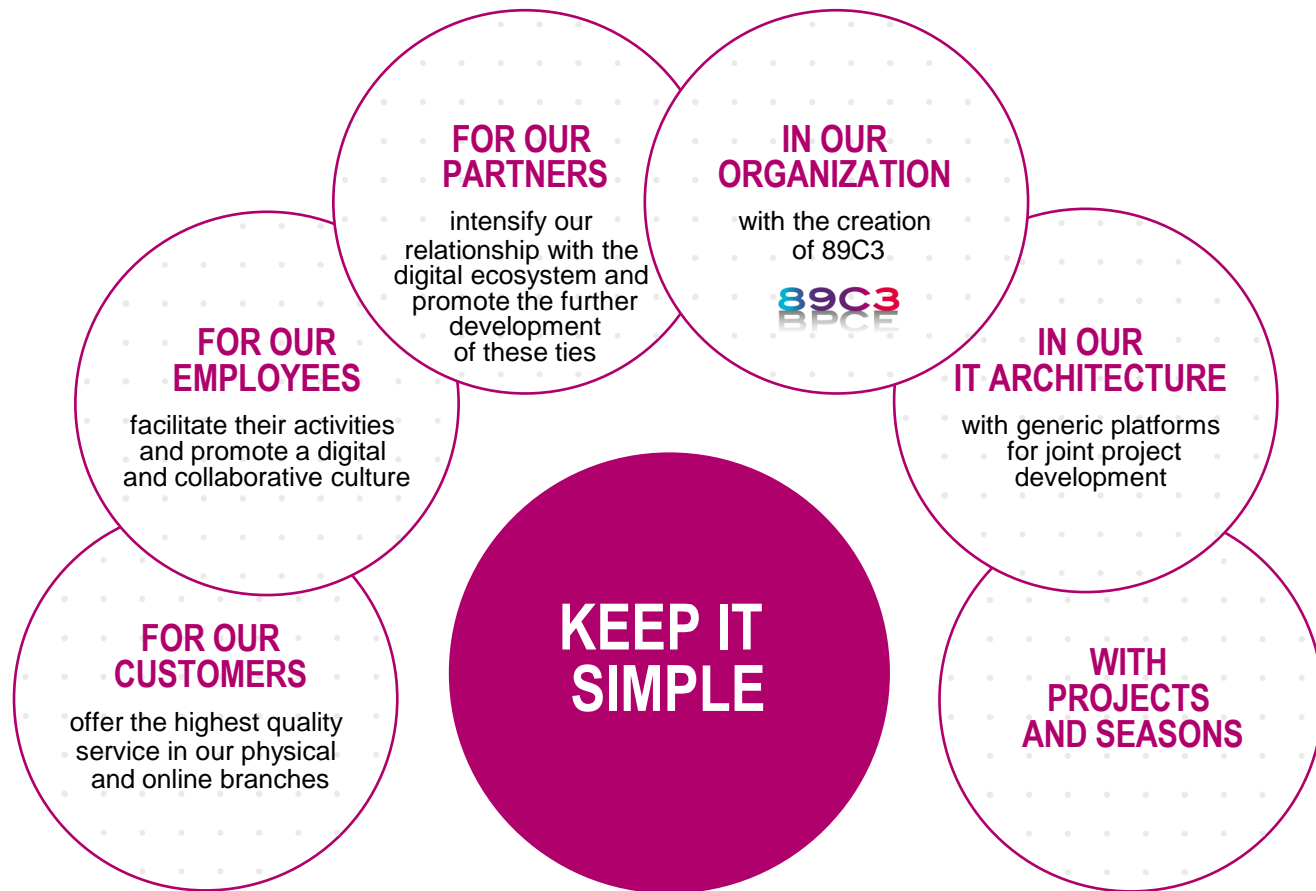 FOR OUR
CUSTOMERS
offer the highest quality
service in our physical
and online branches
FOR OUR
EMPLOYEES
facilitate their activities
and promote a digital
and collaborative culture
FOR OUR
PARTNERS
intensify our
relationship with the
digital ecosystem and
promote the further
development
of these ties
IN OUR
ORGANIZATION
with the creation
of 89C3
89C3
BPCE
IN OUR
IT ARCHITECTURE
with generic platforms
for joint project
development
WITH
PROJECTS
AND SEASONS
KEEP IT
SIMPLE